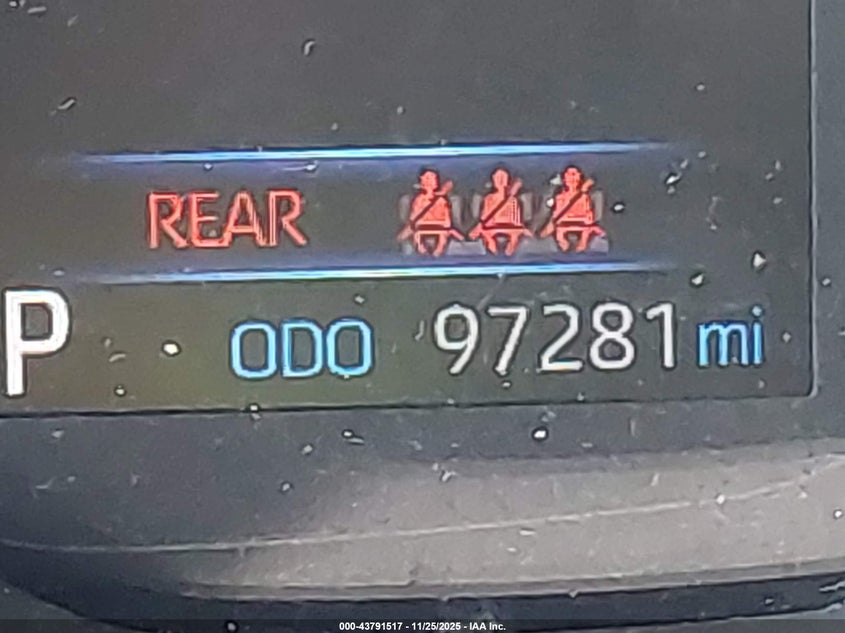 REAR
P ODO 97281 mi
000-43791517 - 11/25/2025 - IAA Inc.